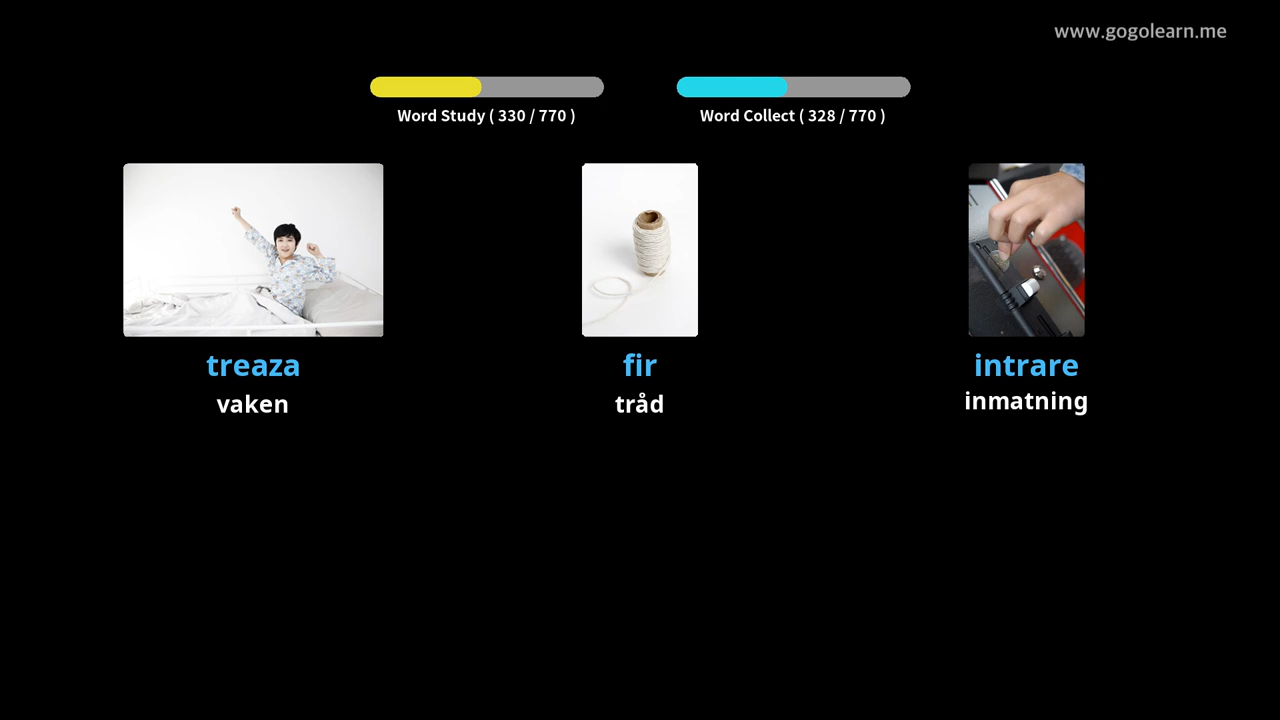 www.gogolearn.me
Word Study ( 330 / 770 )
Word Collect ( 328 / 770 )
treaza
fir
intrare
vaken
tråd
inmatning